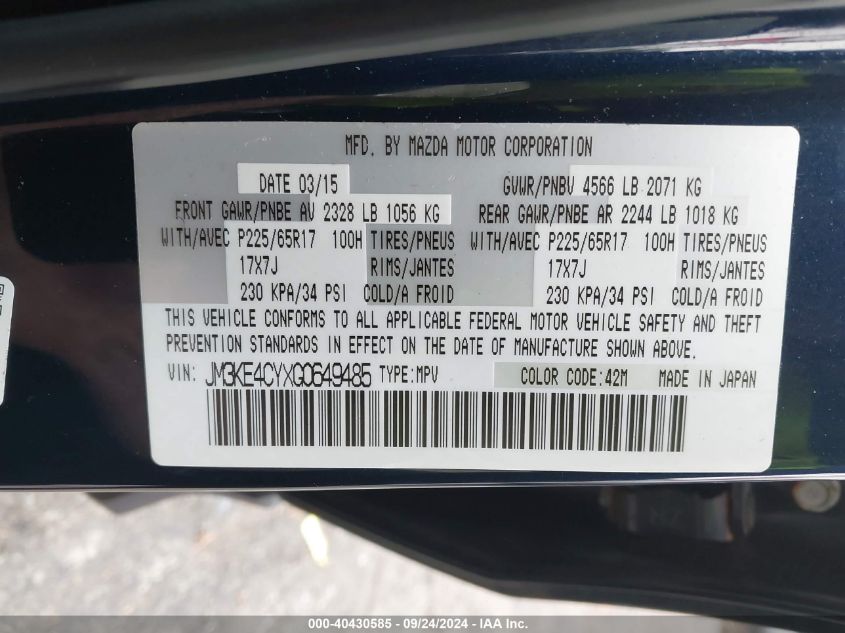 MFD. BY MAZDA MOTOR CORPORATION
DATE 03/15 GVWR/PNBV 4566 LB 2071 KG
FRONT GAWR/PNBE AV 2328 LB 1056 KG REAR GAWR/PNBE AR 2244 LB 1018 KG
WITH/AVEC P225/65R17 100H TIRES/PNEUS WITH/AVEC P225/65R17 100H TIRES/PNEUS
17X7J RIMS/JANTES 17X7J RIMS/JANTES
230 KPA/34 PSI COLD/A FROID 230 KPA/34 PSI COLD/A FROID
THIS VEHICLE CONFORMS TO ALL APPLICABLE FEDERAL MOTOR VEHICLE SAFETY AND THEFT
PREVENTION STANDARDS IN EFFECT ON THE DATE OF MANUFACTURE SHOWN ABOVE.
VIN: JM3KE4CYXG0649485 TYPE:MPV COLOR CODE:42M MADE IN JAPAN
000-40430585 - 09/24/2024 - IAA Inc.